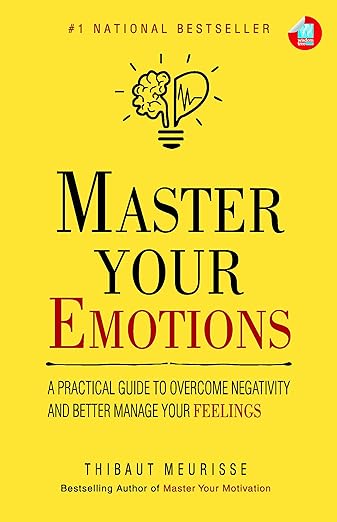 #1 NATIONAL BESTSELLER
MASTER
YOUR
EMOTIONS
A PRACTICAL GUIDE TO OVERCOME NEGATIVITY
AND BETTER MANAGE YOUR FEELINGS
THIBAUT MEURISSE
Bestselling Author of Master Your Motivation